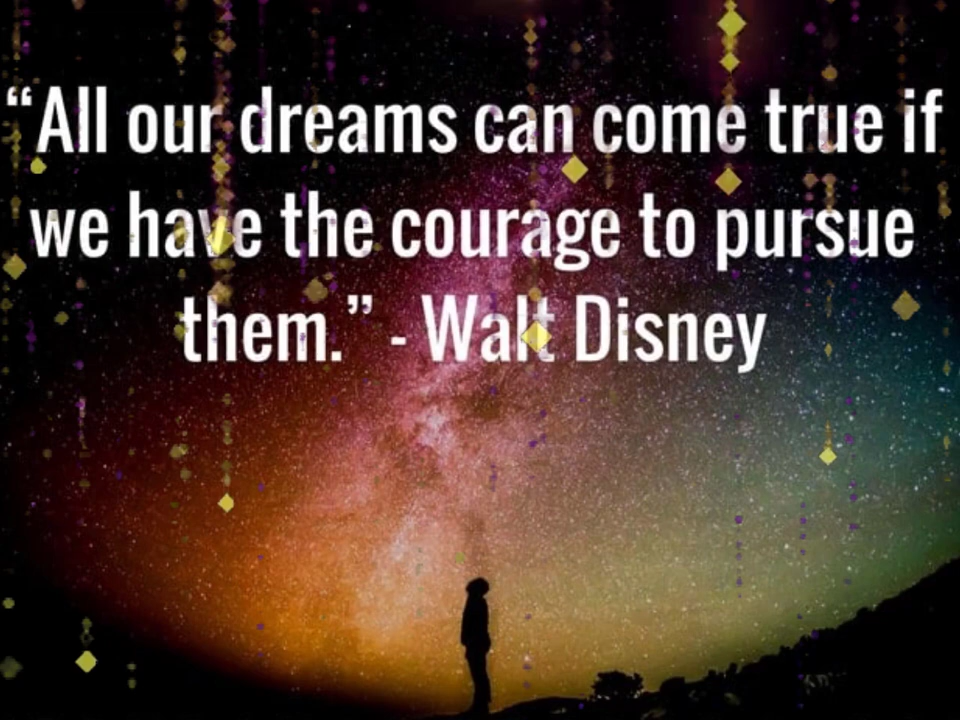 “All our dreams can come true if
we have the courage to pursue
them.” - Walt Disney